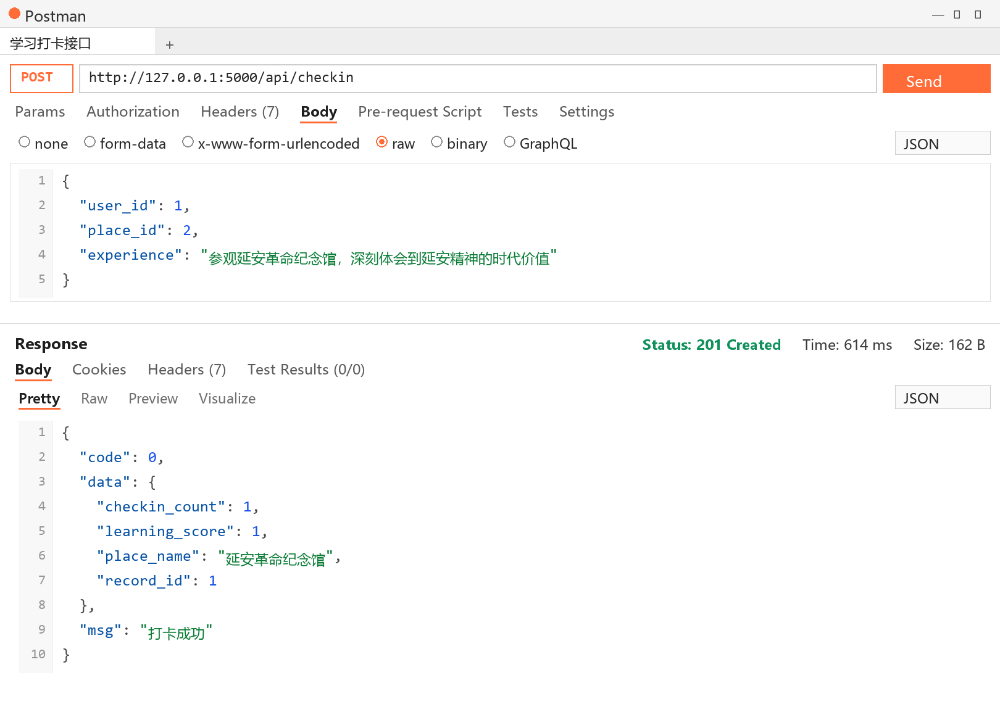 Postman
学习打卡接口 +
POST http://127.0.0.1:5000/api/checkin Send
Params Authorization Headers (7) Body Pre-request Script Tests Settings
none form-data x-www-form-urlencoded raw binary GraphQL JSON
1 {
2 "user_id": 1,
3 "place_id": 2,
4 "experience": "参观延安革命纪念馆，深刻体会到延安精神的时代价值"
5 }
Response Status: 201 Created Time: 614 ms Size: 162 B
Body Cookies Headers (7) Test Results (0/0)
Pretty Raw Preview Visualize JSON
1 {
2 "code": 0,
3 "data": {
4 "checkin_count": 1,
5 "learning_score": 1,
6 "place_name": "延安革命纪念馆",
7 "record_id": 1
8 },
9 "msg": "打卡成功"
10 }